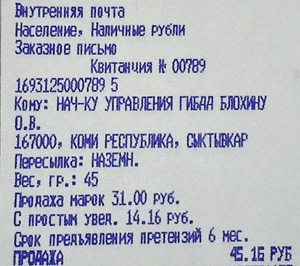 Внутренняя почта
Население, Наличные рубли
Заказное письмо
Квитанция № 00789
1693125000789 5
Кому: НАЧ-КУ УПРАВЛЕНИЯ ГИБДД БЛОХИНУ
О.В.
167000, КОМИ РЕСПУБЛИКА, СЫКТЫВКАР
Пересылка: НАЗЕМН.
Вес, гр.: 45
Продажа марок 31.00 РУБ.
С простым увед. 14.16 РУБ.
Срок предъявления претензий 6 мес.
ПРОДАЖА 45.16 РУБ